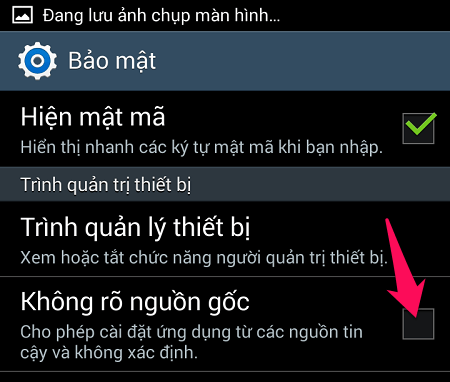 Đang lưu ảnh chụp màn hình...
Bảo mật
Hiện mật mã
Hiển thị nhanh các ký tự mật mã khi bạn nhập.
Trình quản trị thiết bị
Trình quản lý thiết bị
Xem hoặc tắt chức năng người quản trị thiết bị.
Không rõ nguồn gốc
Cho phép cài đặt ứng dụng từ các nguồn tin
cậy và không xác định.